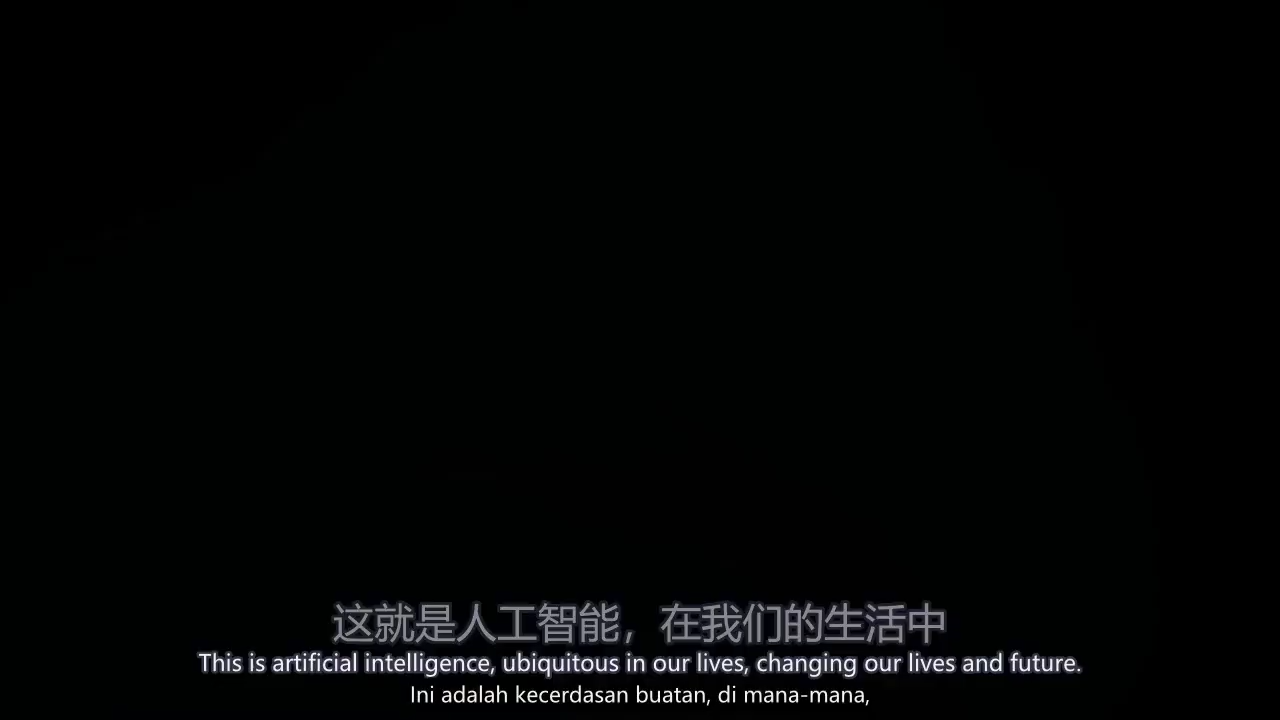 这就是人工智能，在我们的生活中
This is artificial intelligence, ubiquitous in our lives, changing our lives and future.
Ini adalah kecerdasan buatan, di mana-mana,